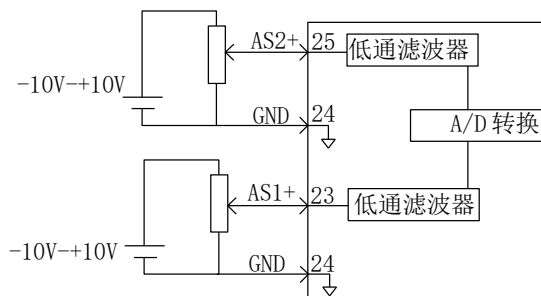 AS2+ 25
低通滤波器
-10V-+10V
GND 24
A/D 转换
AS1+ 23
低通滤波器
-10V-+10V
GND 24